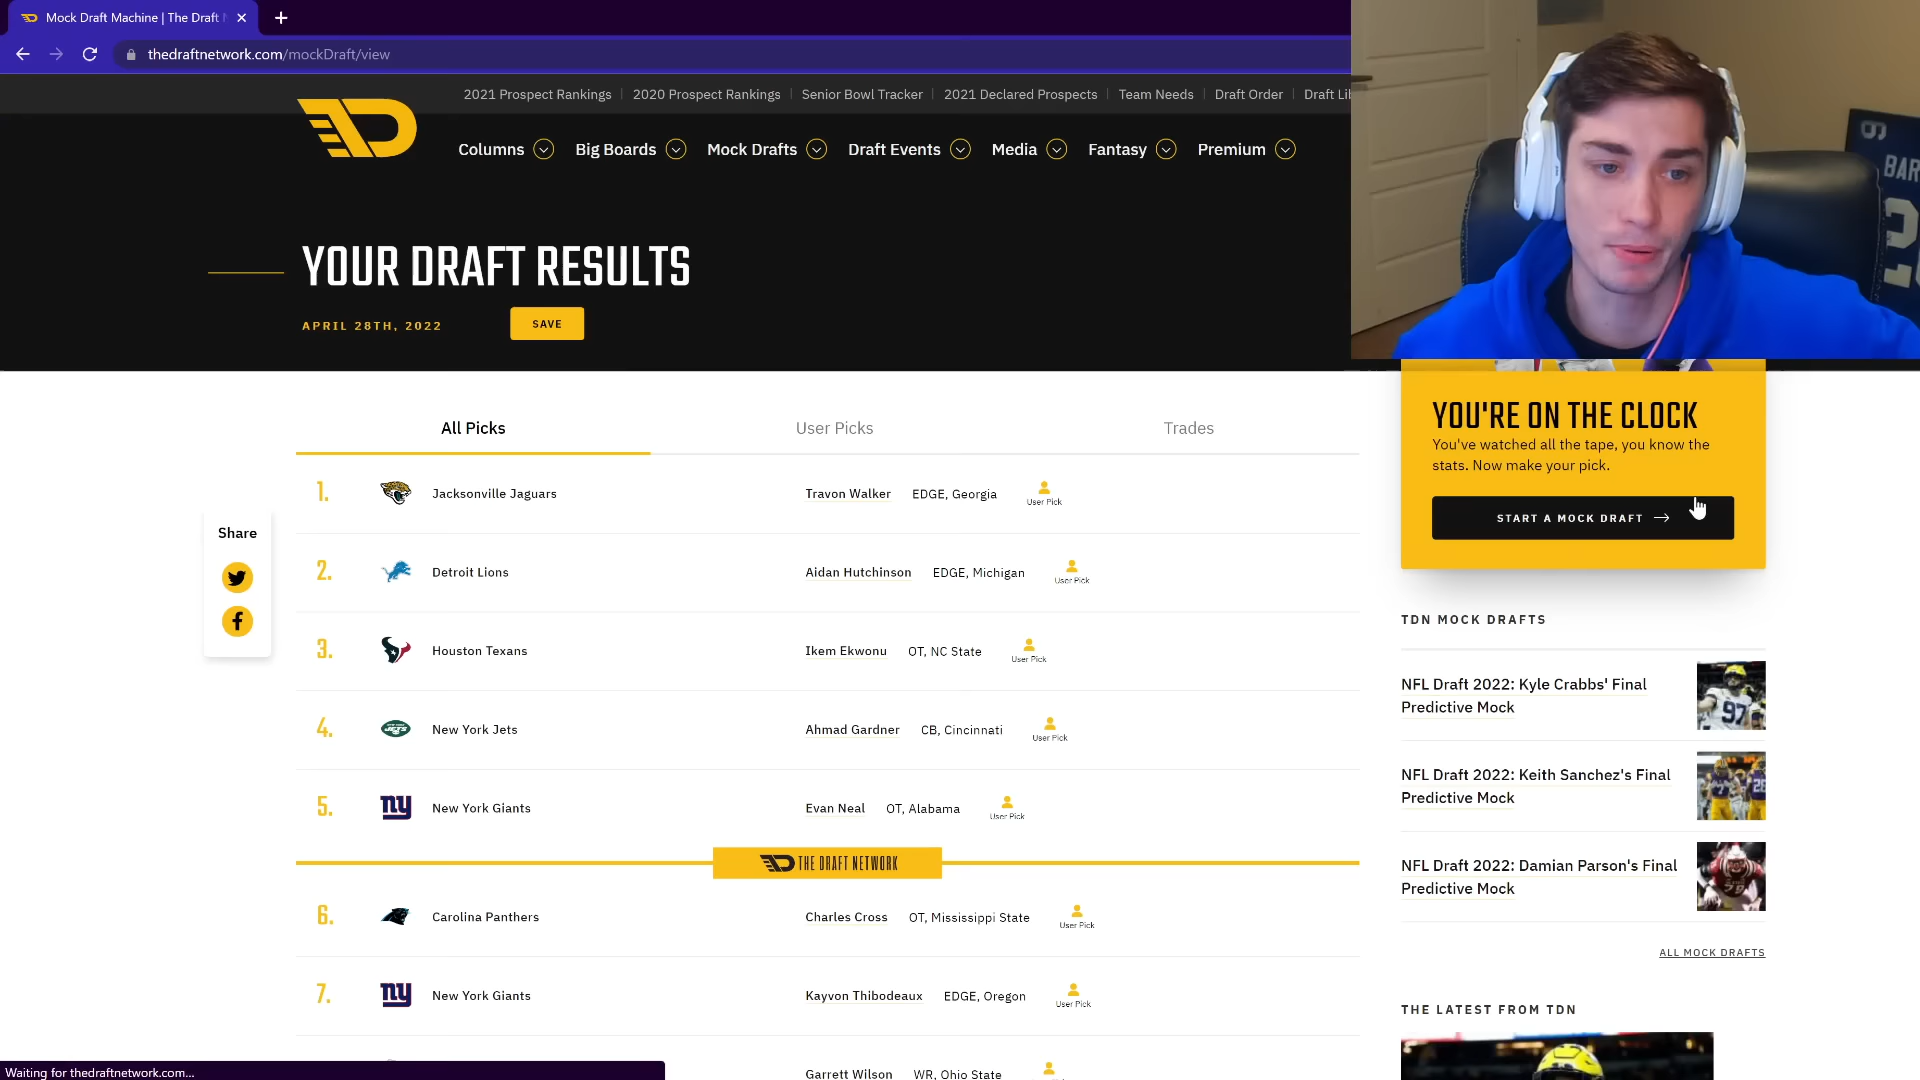 Mock Draft Machine | The Draft
thedraftnetwork.com/mockDraft/view
2021 Prospect Rankings
2020 Prospect Rankings
Senior Bowl Tracker
2021 Declared Prospects
Team Needs
Draft Order
Draft Li
Columns
Big Boards
Mock Drafts
Draft Events
Media
Fantasy
Premium
YOUR DRAFT RESULTS
APRIL 28TH, 2022
SAVE
All Picks
User Picks
Trades
1. Jacksonville Jaguars Travon Walker EDGE, Georgia User Pick
2. Detroit Lions Aidan Hutchinson EDGE, Michigan User Pick
3. Houston Texans Ikem Ekwonu OT, NC State User Pick
4. New York Jets Ahmad Gardner CB, Cincinnati User Pick
5. ny New York Giants Evan Neal OT, Alabama User Pick
THE DRAFT NETWORK
6. Carolina Panthers Charles Cross OT, Mississippi State User Pick
7. ny New York Giants Kayvon Thibodeaux EDGE, Oregon User Pick
Garrett Wilson WR, Ohio State
Share
YOU'RE ON THE CLOCK
You've watched all the tape, you know the
stats. Now make your pick.
START A MOCK DRAFT
TDN MOCK DRAFTS
NFL Draft 2022: Kyle Crabbs' Final
Predictive Mock
97
NFL Draft 2022: Keith Sanchez's Final
Predictive Mock
NFL Draft 2022: Damian Parson's Final
Predictive Mock
ALL MOCK DRAFTS
THE LATEST FROM TDN
BAR
Waiting for thedraftnetwork.com...